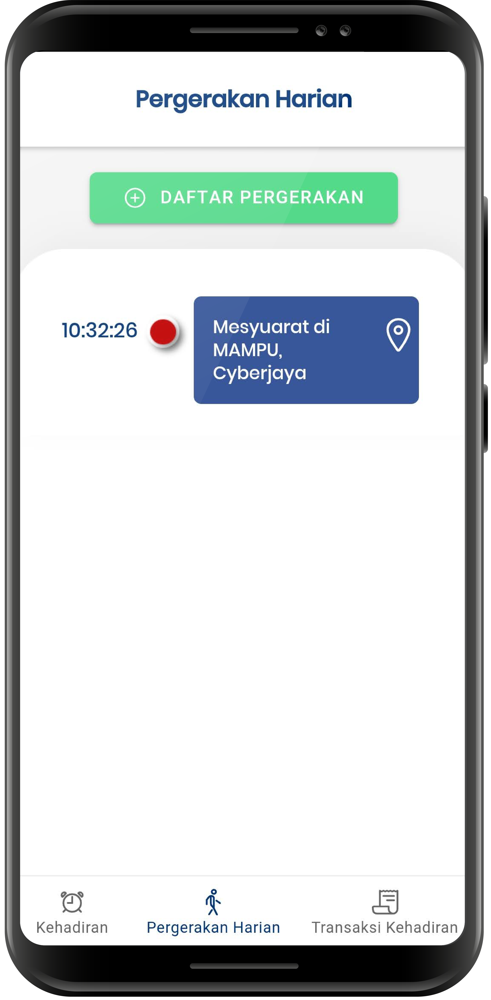 Pergerakan Harian
DAFTAR PERGERAKAN
10:32:26
Mesyuarat di
MAMPU,
Cyberjaya
Kehadiran
Pergerakan Harian
Transaksi Kehadiran